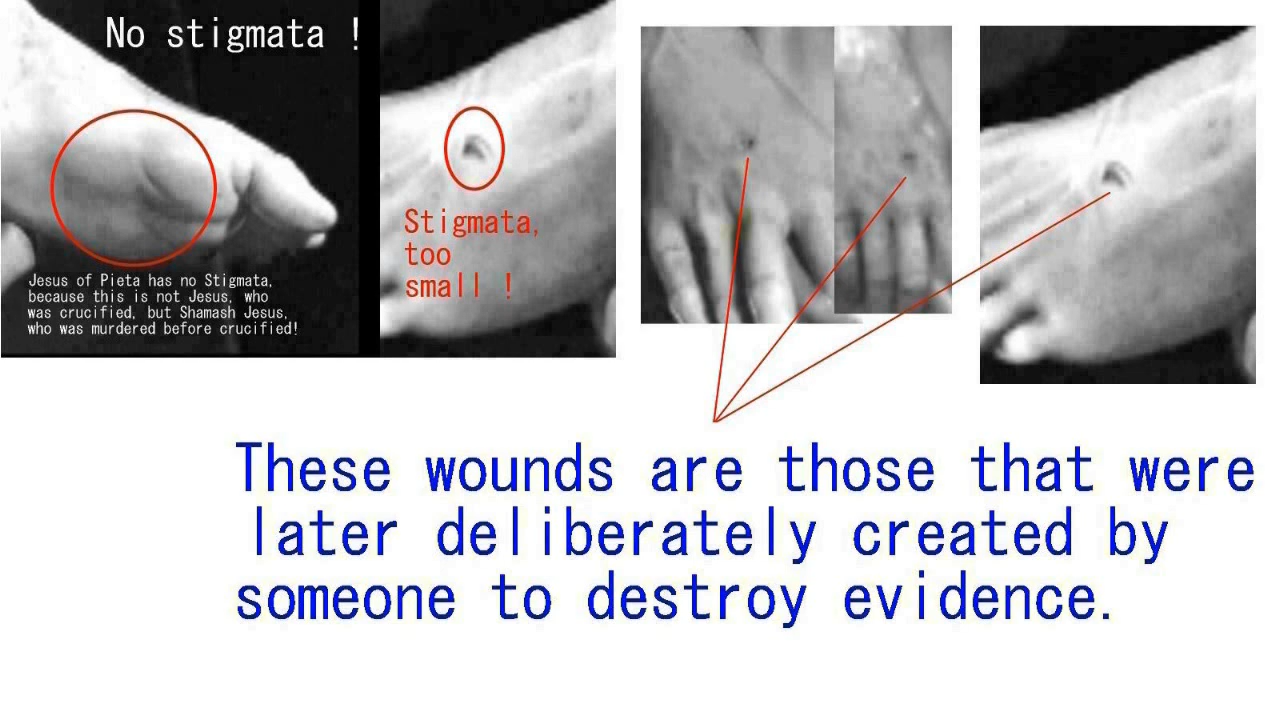 No stigmata !
Jesus of Pieta has no Stigmata,
because this is not Jesus, who
was crucified, but Shamash Jesus,
who was murdered before crucified!
Stigmata,
too
small !
These wounds are those that were
later deliberately created by
someone to destroy evidence.